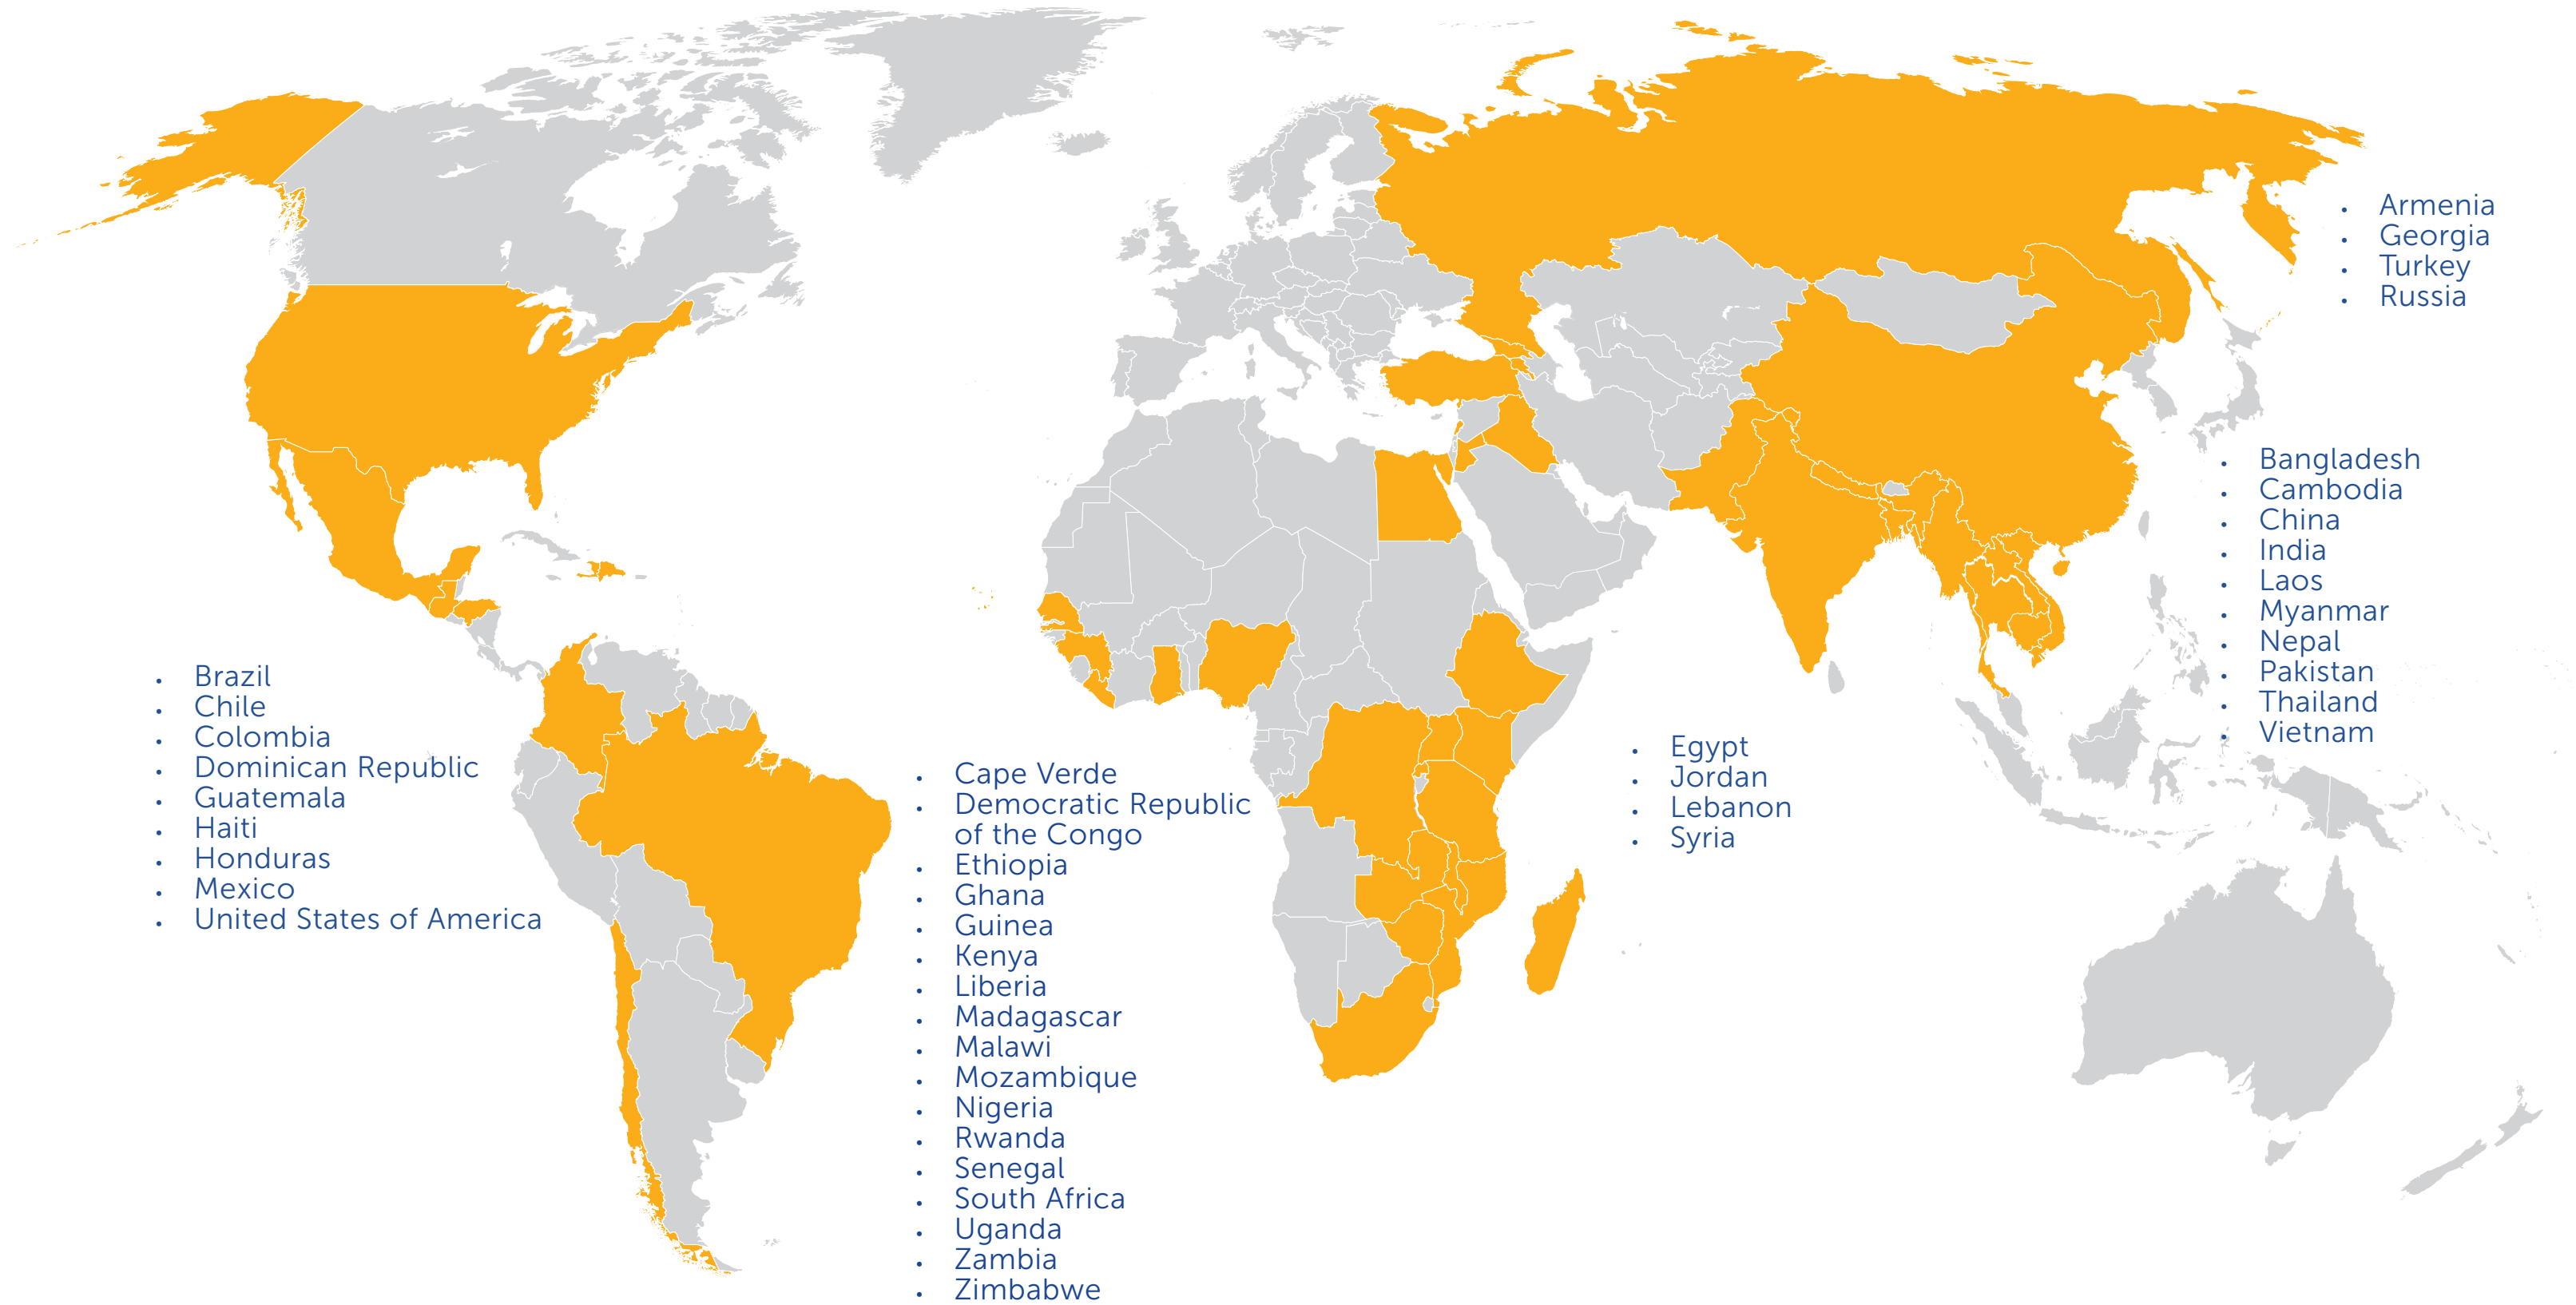 • Armenia
• Georgia
• Turkey
• Russia
• Bangladesh
• Cambodia
• China
• India
• Laos
• Myanmar
• Nepal
• Pakistan
• Thailand
• Vietnam
• Brazil
• Chile
• Colombia
• Dominican Republic
• Guatemala
• Haiti
• Honduras
• Mexico
• United States of America
• Cape Verde
• Democratic Republic
of the Congo
• Ethiopia
• Ghana
• Guinea
• Kenya
• Liberia
• Madagascar
• Malawi
• Mozambique
• Nigeria
• Rwanda
• Senegal
• South Africa
• Uganda
• Zambia
• Zimbabwe
• Egypt
• Jordan
• Lebanon
• Syria